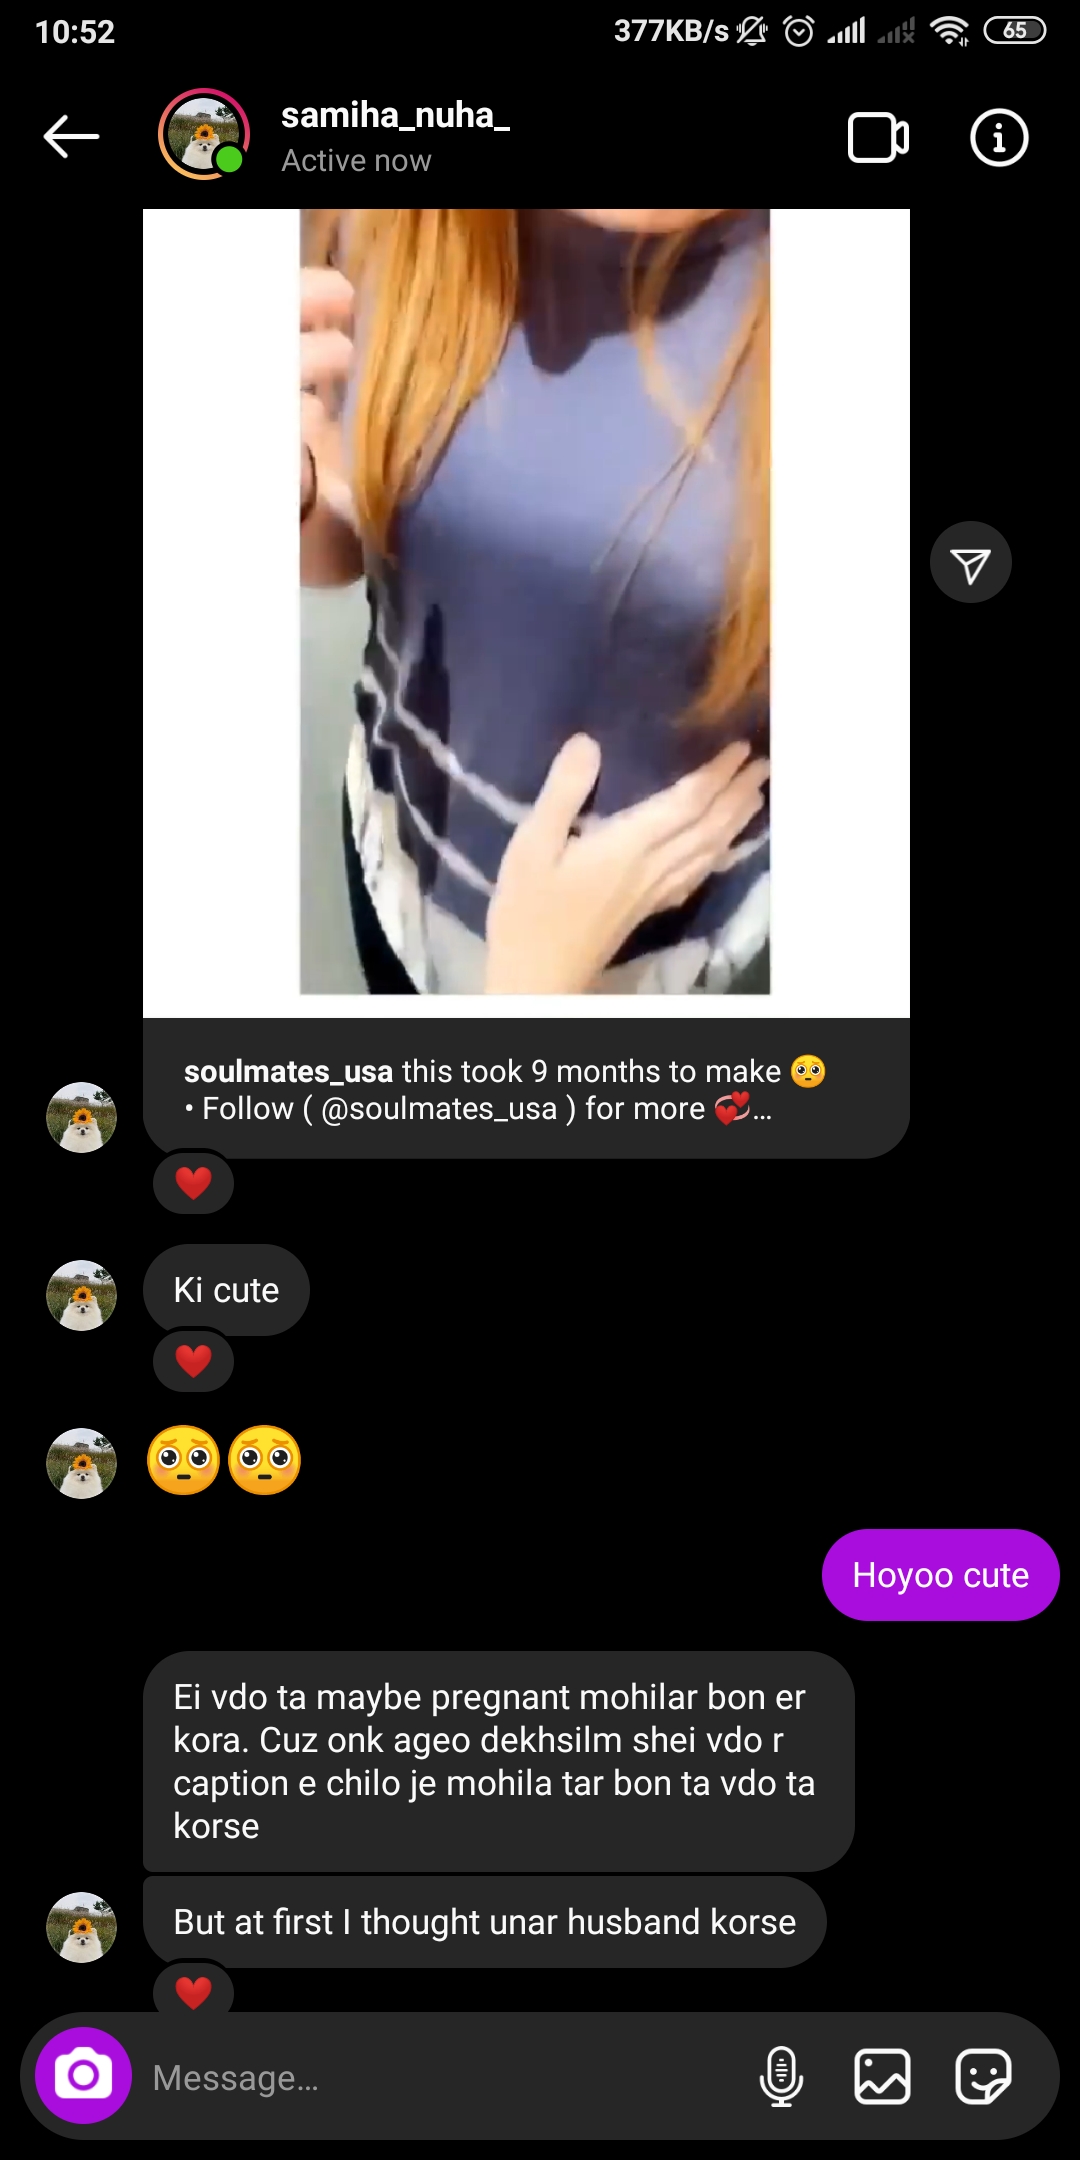 10:52
377KB/s
65
samiha_nuha_
Active now
soulmates_usa this took 9 months to make 🥺
• Follow ( @soulmates_usa ) for more 💞...
Ki cute
🥺🥺
Hoyoo cute
Ei vdo ta maybe pregnant mohilar bon er
kora. Cuz onk ageo dekhsilm shei vdo r
caption e chilo je mohila tar bon ta vdo ta
korse
But at first I thought unar husband korse
Message...